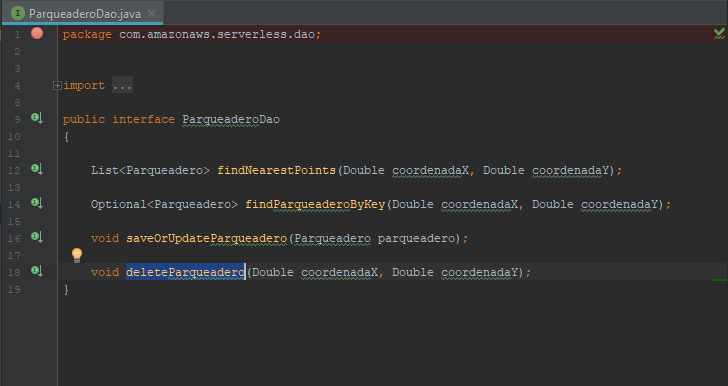 ParqueaderoDao.java
1 package com.amazonaws.serverless.dao;
2
3
4 import ...
8
9 public interface ParqueaderoDao
10 {
11
12 List<Parqueadero> findNearestPoints(Double coordenadaX, Double coordenadaY);
13
14 Optional<Parqueadero> findParqueaderoByKey(Double coordenadaX, Double coordenadaY);
15
16 void saveOrUpdateParqueadero(Parqueadero parqueadero);
17
18 void deleteParqueadero(Double coordenadaX, Double coordenadaY);
19 }